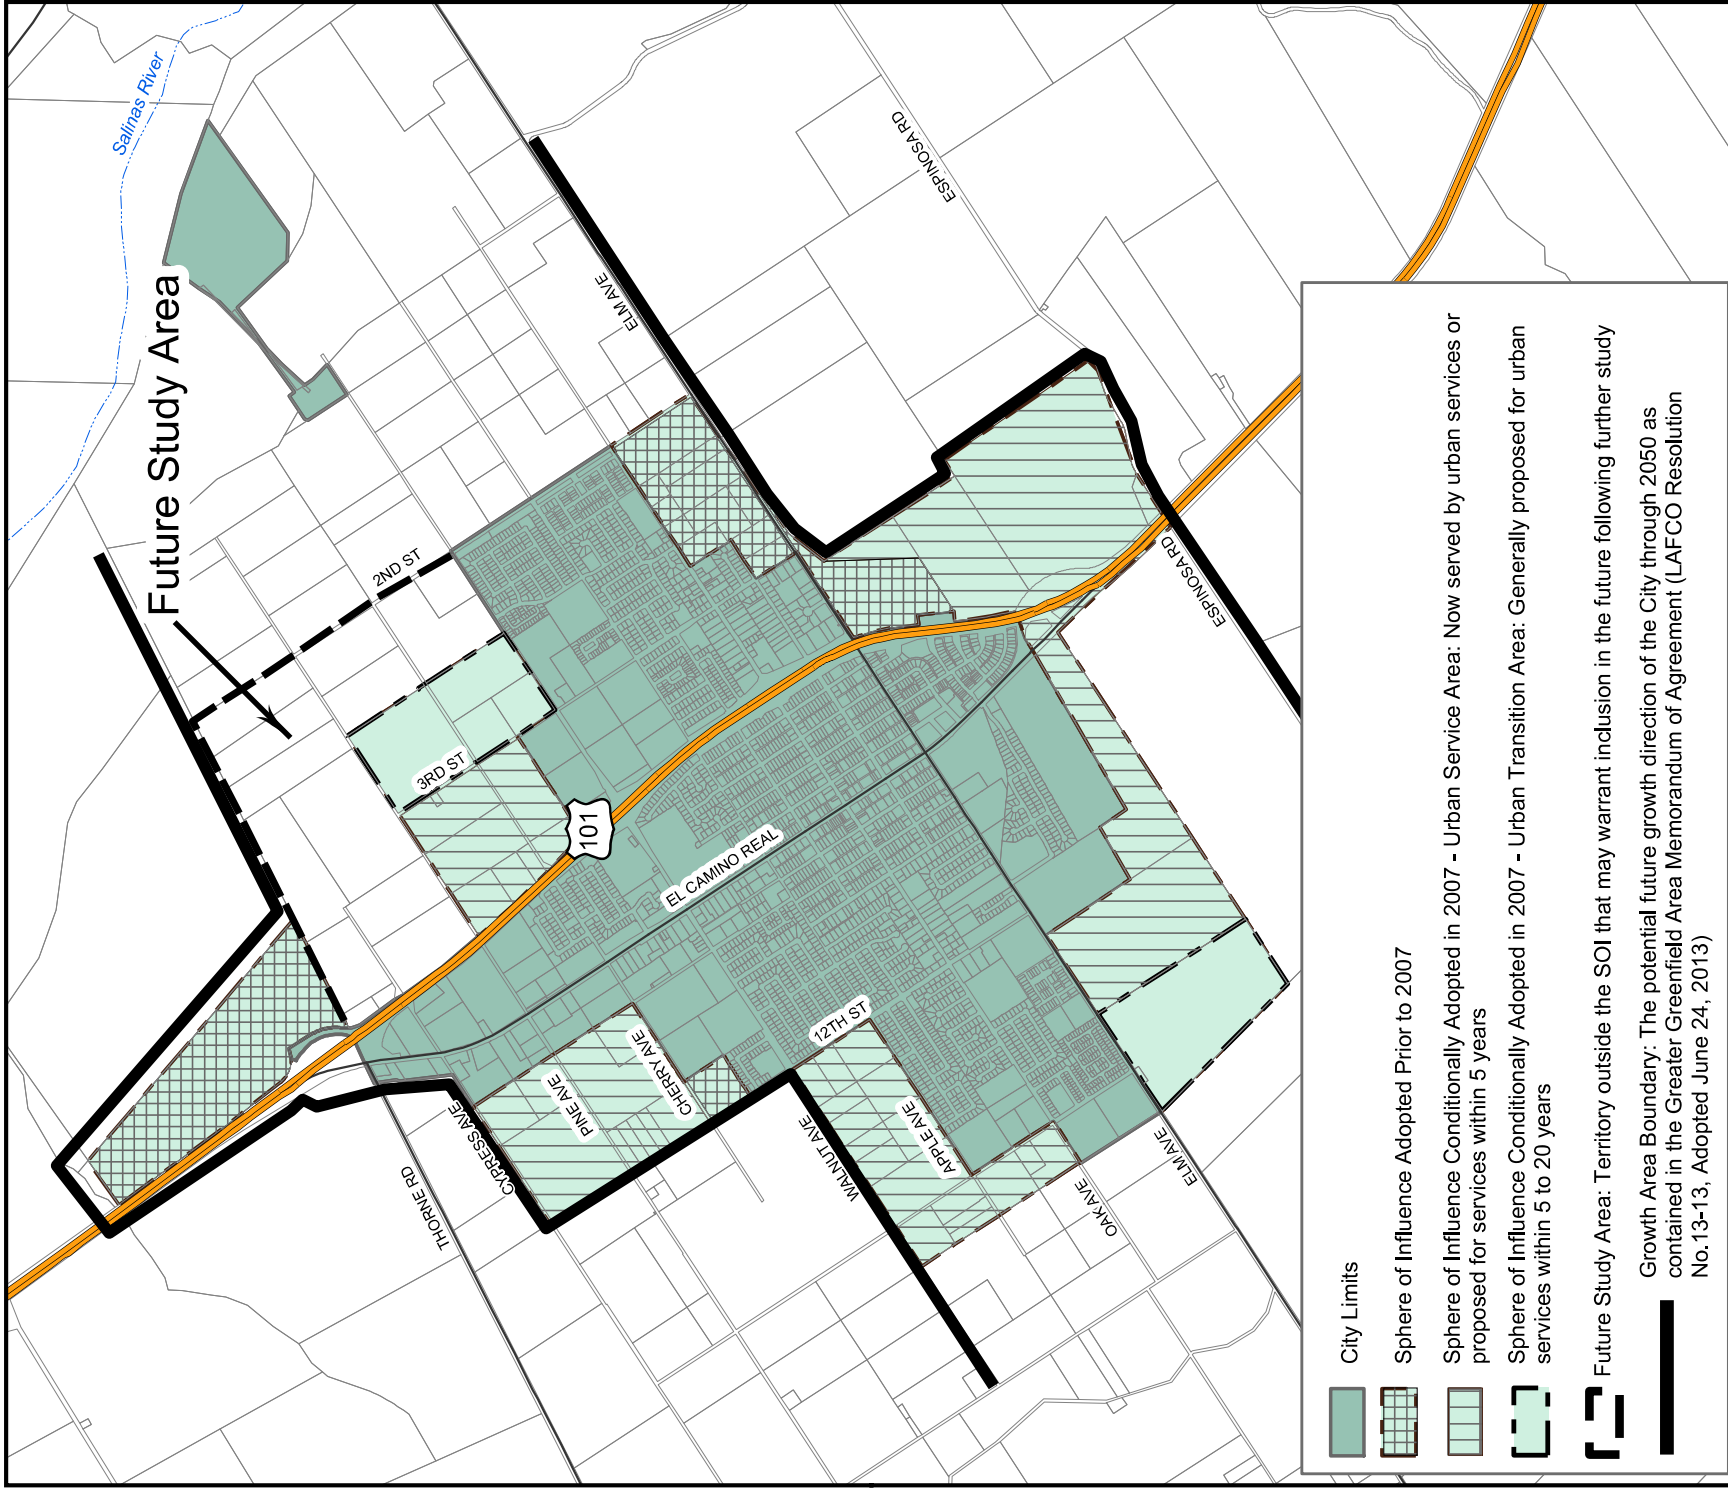 Salinas River
Future Study Area
ESPINOSA RD
ELM AVE
2ND ST
3RD ST
101
EL CAMINO REAL
ESPINOSA RD
12TH ST
CHERRY AVE
PINE AVE
CYPRESS AVE
THORNE RD
WALNUT AVE
APPLE AVE
OAK AVE
ELM AVE
City Limits
Sphere of Influence Adopted Prior to 2007
Sphere of Influence Conditionally Adopted in 2007 - Urban Service Area: Now served by urban services or
proposed for services within 5 years
Sphere of Influence Conditionally Adopted in 2007 - Urban Transition Area: Generally proposed for urban
services within 5 to 20 years
Future Study Area: Territory outside the SOI that may warrant inclusion in the future following further study
Growth Area Boundary: The potential future growth direction of the City through 2050 as
contained in the Greater Greenfield Area Memorandum of Agreement (LAFCO Resolution
No.13-13, Adopted June 24, 2013)